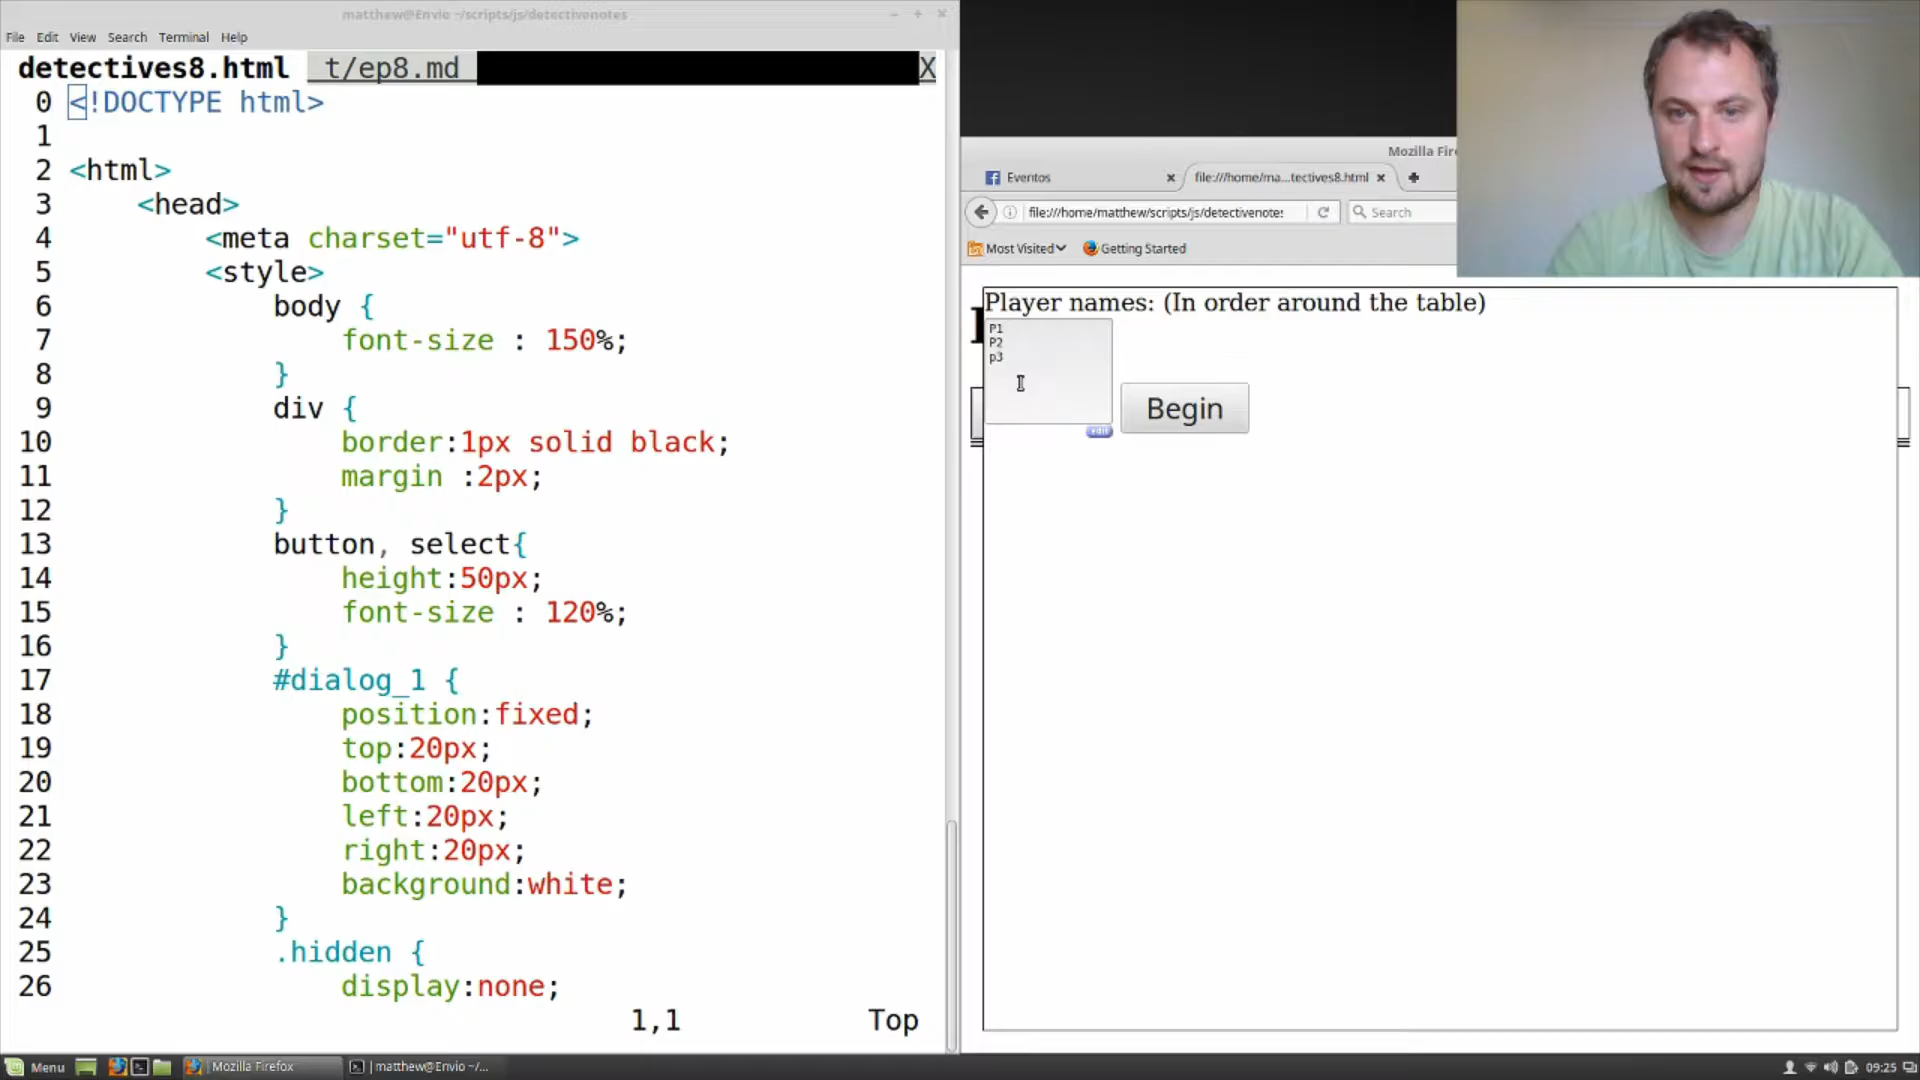 matthew@Envio ~/scripts/js/detectivenotes
File Edit View Search Terminal Help
detectives8.html t/ep8.md X
0 <!DOCTYPE html>
1
2 <html>
3 <head>
4 <meta charset="utf-8">
5 <style>
6 body {
7 font-size : 150%;
8 }
9 div {
10 border:1px solid black;
11 margin :2px;
12 }
13 button, select{
14 height:50px;
15 font-size : 120%;
16 }
17 #dialog_1 {
18 position:fixed;
19 top:20px;
20 bottom:20px;
21 left:20px;
22 right:20px;
23 background:white;
24 }
25 .hidden {
26 display:none;
1,1 Top
Mozilla Fire
Eventos
file:///home/ma...tectives8.html
file:///home/matthew/scripts/js/detectivenote:
Search
Most Visited
Getting Started
Player names: (In order around the table)
P1
P2
p3
edit
Begin
Menu
Mozilla Firefox
matthew@Envio ~/...
09:25